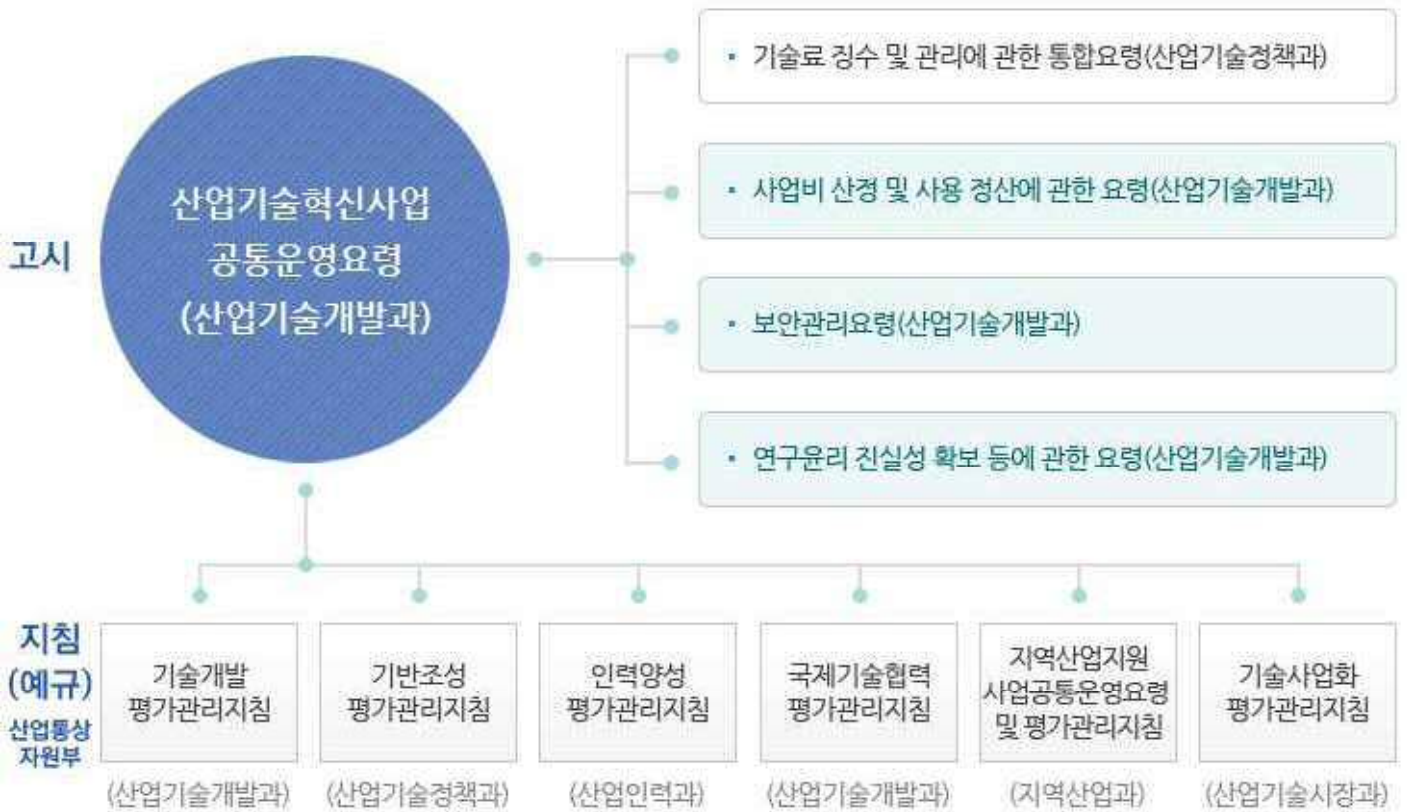 고시
산업기술혁신사업
공통운영요령
(산업기술개발과)
• 기술료 징수 및 관리에 관한 통합요령(산업기술정책과)
• 사업비 산정 및 사용 정산에 관한 요령(산업기술개발과)
• 보안관리요령(산업기술개발과)
• 연구윤리 진실성 확보 등에 관한 요령(산업기술개발과)
지침
(예규)
산업통상
자원부
기술개발
평가관리지침
(산업기술개발과)
기반조성
평가관리지침
(산업기술정책과)
인력양성
평가관리지침
(산업인력과)
국제기술협력
평가관리지침
(산업기술개발과)
지역산업지원
사업공통운영요령
및 평가관리지침
(지역산업과)
기술사업화
평가관리지침
(산업기술시장과)